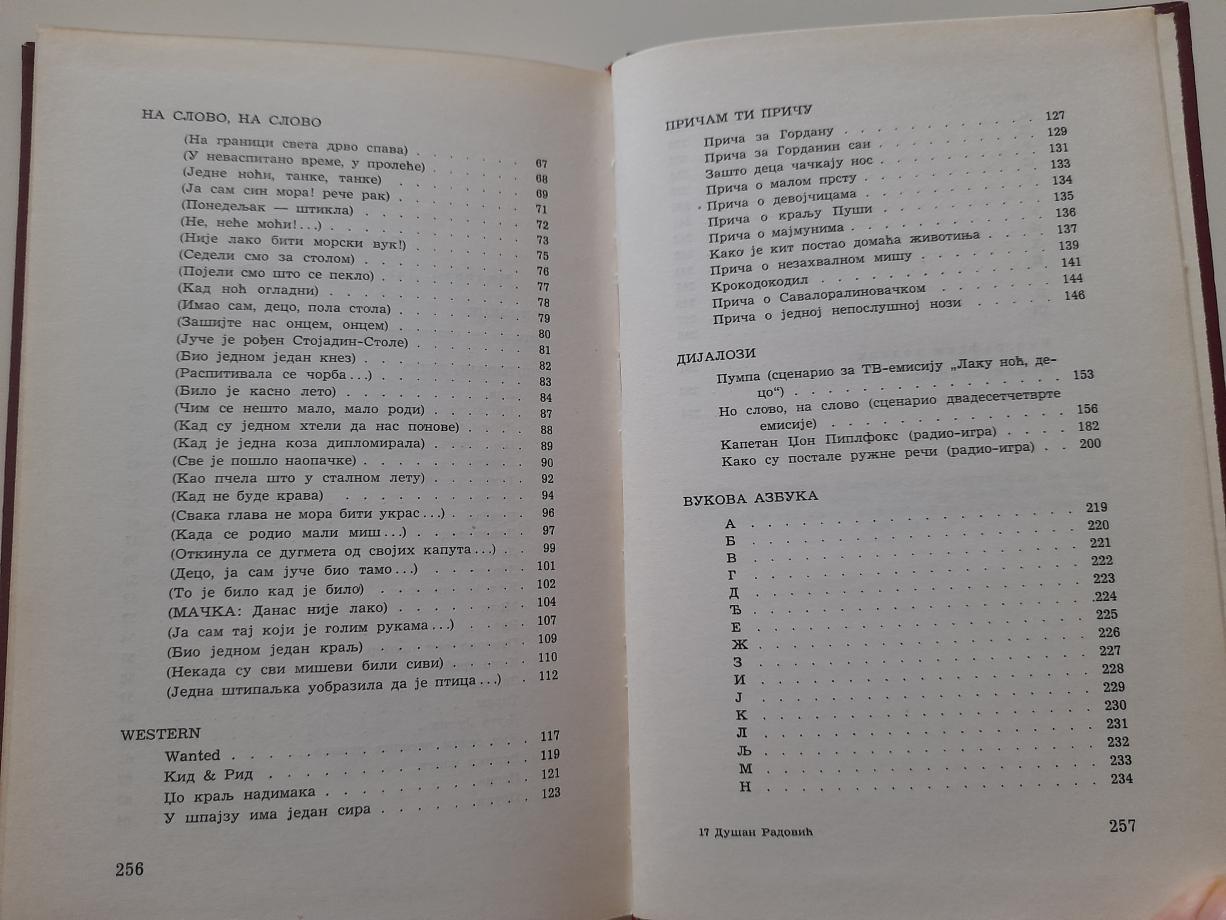 НА СЛОВО, НА СЛОВО
(На граници света дрво спава) . . . . . . . 67
(У неваспитано време, у пролеће) . . . . . . 68
(Једне ноћи, танке, танке) . . . . . . . . 69
(Ја сам син мора! рече рак) . . . . . . . . 71
(Понедељак — штикла) . . . . . . . . . . 72
(Не, неће моћи!...) . . . . . . . . . . . 73
(Није лако бити морски вук!) . . . . . . . 75
(Седели смо за столом) . . . . . . . . . 76
(Појели смо што се пекло) . . . . . . . . 77
(Кад ноћ огладни) . . . . . . . . . . . 78
(Имао сам, децо, пола стола) . . . . . . . 79
(Зашијте нас онцем, онцем) . . . . . . . . 80
(Јуче је рођен Стојадин-Столе) . . . . . . . 81
(Био једном један кнез) . . . . . . . . . 82
(Распитивала се чорба...) . . . . . . . . . 83
(Било је касно лето) . . . . . . . . . . 84
(Чим се нешто мало, мало роди) . . . . . . 87
(Кад су једном хтели да нас поново) . . . . . 88
(Кад је једна коза дипломирала) . . . . . . . 89
(Све је пошло наопачке) . . . . . . . . . 90
(Као пчела што у сталном лету) . . . . . . . 92
(Кад не буде крава) . . . . . . . . . . 94
(Свака глава не мора бити украс...) . . . . . 96
(Када се родио мали миш...) . . . . . . . . 97
(Откинула се дугмета од својих капута...) . . 99
(Децо, ја сам јуче био тамо...) . . . . . . 101
(То је било кад је било) . . . . . . . . . 102
(МАЧКА: Данас није лако) . . . . . . . . 104
(Ја сам тај који је голим рукама...) . . . . . 107
(Био једном један краљ) . . . . . . . . . 109
(Некада су сви мишеви били сиви) . . . . . 110
(Једна штипаљка уобразила да је птица...) . 112
WESTERN
Wanted . . . . . . . . . . . . . . . 117
Кид & Рид . . . . . . . . . . . . . . 119
Џо краљ надимака . . . . . . . . . . . 121
У шпајзу има један сира . . . . . . . . . 123
256
ПРИЧАМ ТИ ПРИЧУ
Прича за Гордану . . . . . . . . . . . 127
Прича за Горданин сан . . . . . . . . . . 129
Зашто деца чачкају нос . . . . . . . . . . 131
Прича о малом прсту . . . . . . . . . . 133
Прича о девојчицама . . . . . . . . . . 134
Прича о краљу Пуши . . . . . . . . . . 135
Прича о мајмунима . . . . . . . . . . . 136
Како је кит постао домаћа животиња . . . . 137
Прича о незахвалном мишу . . . . . . . . 139
Крокодокодил . . . . . . . . . . . . . 141
Прича о Савалоралиновачком . . . . . . . 144
Прича о једној непослушној нози . . . . . 146
ДИЈАЛОЗИ
Пумпа (сценарио за ТВ-емисију „Лаку ноћ, де-
цо“) . . . . . . . . . . . . . . . 153
Но слово, на слово (сценарио двадесетчетврте
емисије) . . . . . . . . . . . . . 156
Капетан Џон Пиплфокс (радио-игра) . . . . 182
Како су постале ружне речи (радио-игра) . . 200
ВУКОВА АЗБУКА
А . . . . . . . . . . . . . . . . . 219
Б . . . . . . . . . . . . . . . . . 220
В . . . . . . . . . . . . . . . . . 221
Г . . . . . . . . . . . . . . . . . 222
Д . . . . . . . . . . . . . . . . . 223
Ђ . . . . . . . . . . . . . . . . . 224
Е . . . . . . . . . . . . . . . . . 225
Ж . . . . . . . . . . . . . . . . . 226
З . . . . . . . . . . . . . . . . . 227
И . . . . . . . . . . . . . . . . . 228
Ј . . . . . . . . . . . . . . . . . 229
К . . . . . . . . . . . . . . . . . 230
Л . . . . . . . . . . . . . . . . . 231
Љ . . . . . . . . . . . . . . . . . 232
М . . . . . . . . . . . . . . . . . 233
Н . . . . . . . . . . . . . . . . . 234
17 Душан Радовић
257